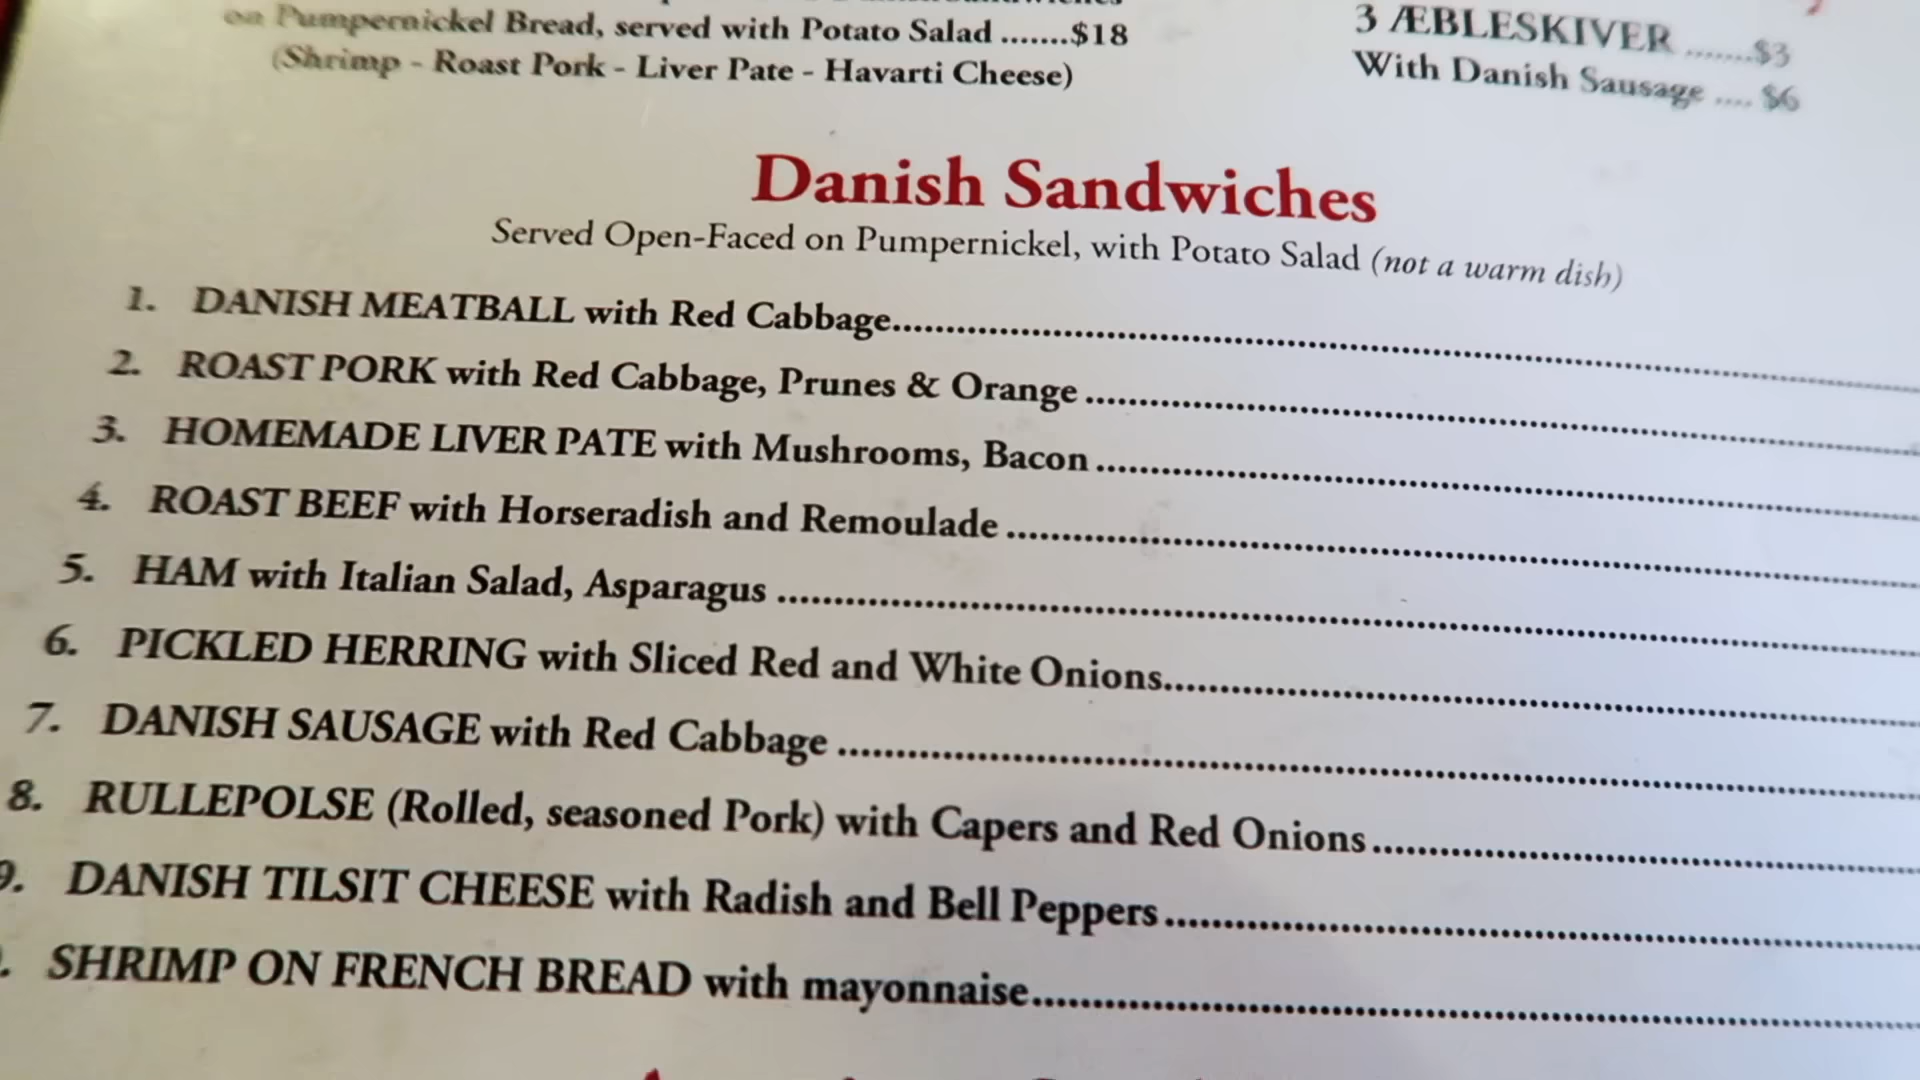 on Pumpernickel Bread, served with Potato Salad .......$18
(Shrimp - Roast Pork - Liver Pate - Havarti Cheese)
3 ÆBLESKIVER .......$3
With Danish Sausage .... $6
Danish Sandwiches
Served Open-Faced on Pumpernickel, with Potato Salad (not a warm dish)
1. DANISH MEATBALL with Red Cabbage
2. ROAST PORK with Red Cabbage, Prunes & Orange
3. HOMEMADE LIVER PATE with Mushrooms, Bacon
4. ROAST BEEF with Horseradish and Remoulade
5. HAM with Italian Salad, Asparagus
6. PICKLED HERRING with Sliced Red and White Onions
7. DANISH SAUSAGE with Red Cabbage
8. RULLEPOLSE (Rolled, seasoned Pork) with Capers and Red Onions
9. DANISH TILSIT CHEESE with Radish and Bell Peppers
SHRIMP ON FRENCH BREAD with mayonnaise